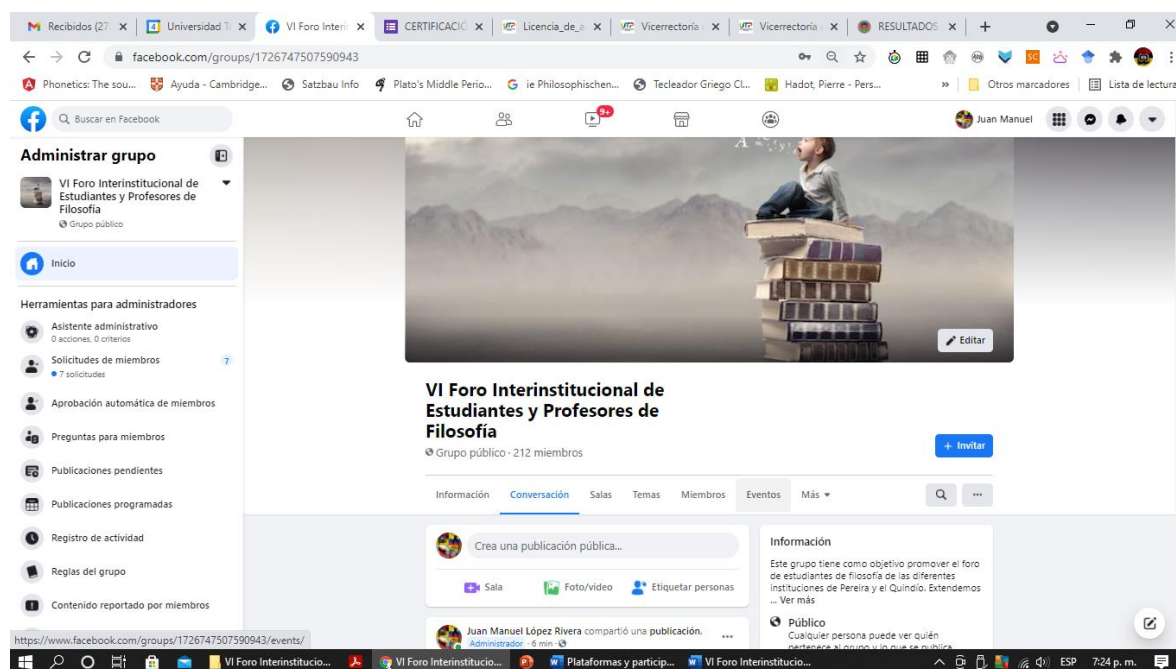 Recibidos (27
Universidad T
VI Foro Interin
CERTIFICACIÓ
Licencia_de_a
Vicerrectoría
Vicerrectoría
RESULTADOS
facebook.com/groups/1726747507590943
Phonetics: The sou...
Ayuda - Cambridge...
Satzbau Info
Plato's Middle Perio...
ie Philosophischen...
Tecleador Griego Cl...
Hadot, Pierre - Pers...
»
Otros marcadores
Lista de lectura
Buscar en Facebook
9+
Juan Manuel
Administrar grupo
VI Foro Interinstitucional de
Estudiantes y Profesores de
Filosofía
Grupo público
Inicio
Herramientas para administradores
Asistente administrativo
0 acciones, 0 criterios
Solicitudes de miembros
7
7 solicitudes
Aprobación automática de miembros
Preguntas para miembros
Publicaciones pendientes
Publicaciones programadas
Registro de actividad
Reglas del grupo
Contenido reportado por miembros
https://www.facebook.com/groups/1726747507590943/events/
Editar
VI Foro Interinstitucional de
Estudiantes y Profesores de
Filosofía
Grupo público · 212 miembros
+ Invitar
Información
Conversación
Salas
Temas
Miembros
Eventos
Más
Crea una publicación pública...
Sala
Foto/video
Etiquetar personas
Juan Manuel López Rivera compartió una publicación.
Administrador · 6 min ·
Información
Este grupo tiene como objetivo promover el foro
de estudiantes de filosofía de las diferentes
instituciones de Pereira y el Quindío. Extendemos
... Ver más
Público
Cualquier persona puede ver quién
pertenece al grupo y lo que se publica
VI Foro Interinstitucio...
VI Foro Interinstitucio...
Plataformas y particip...
VI Foro Interinstitucio...
ESP
7:24 p. m.